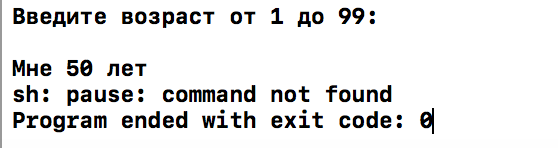 Введите возраст от 1 до 99:
Мне 50 лет
sh: pause: command not found
Program ended with exit code: 0